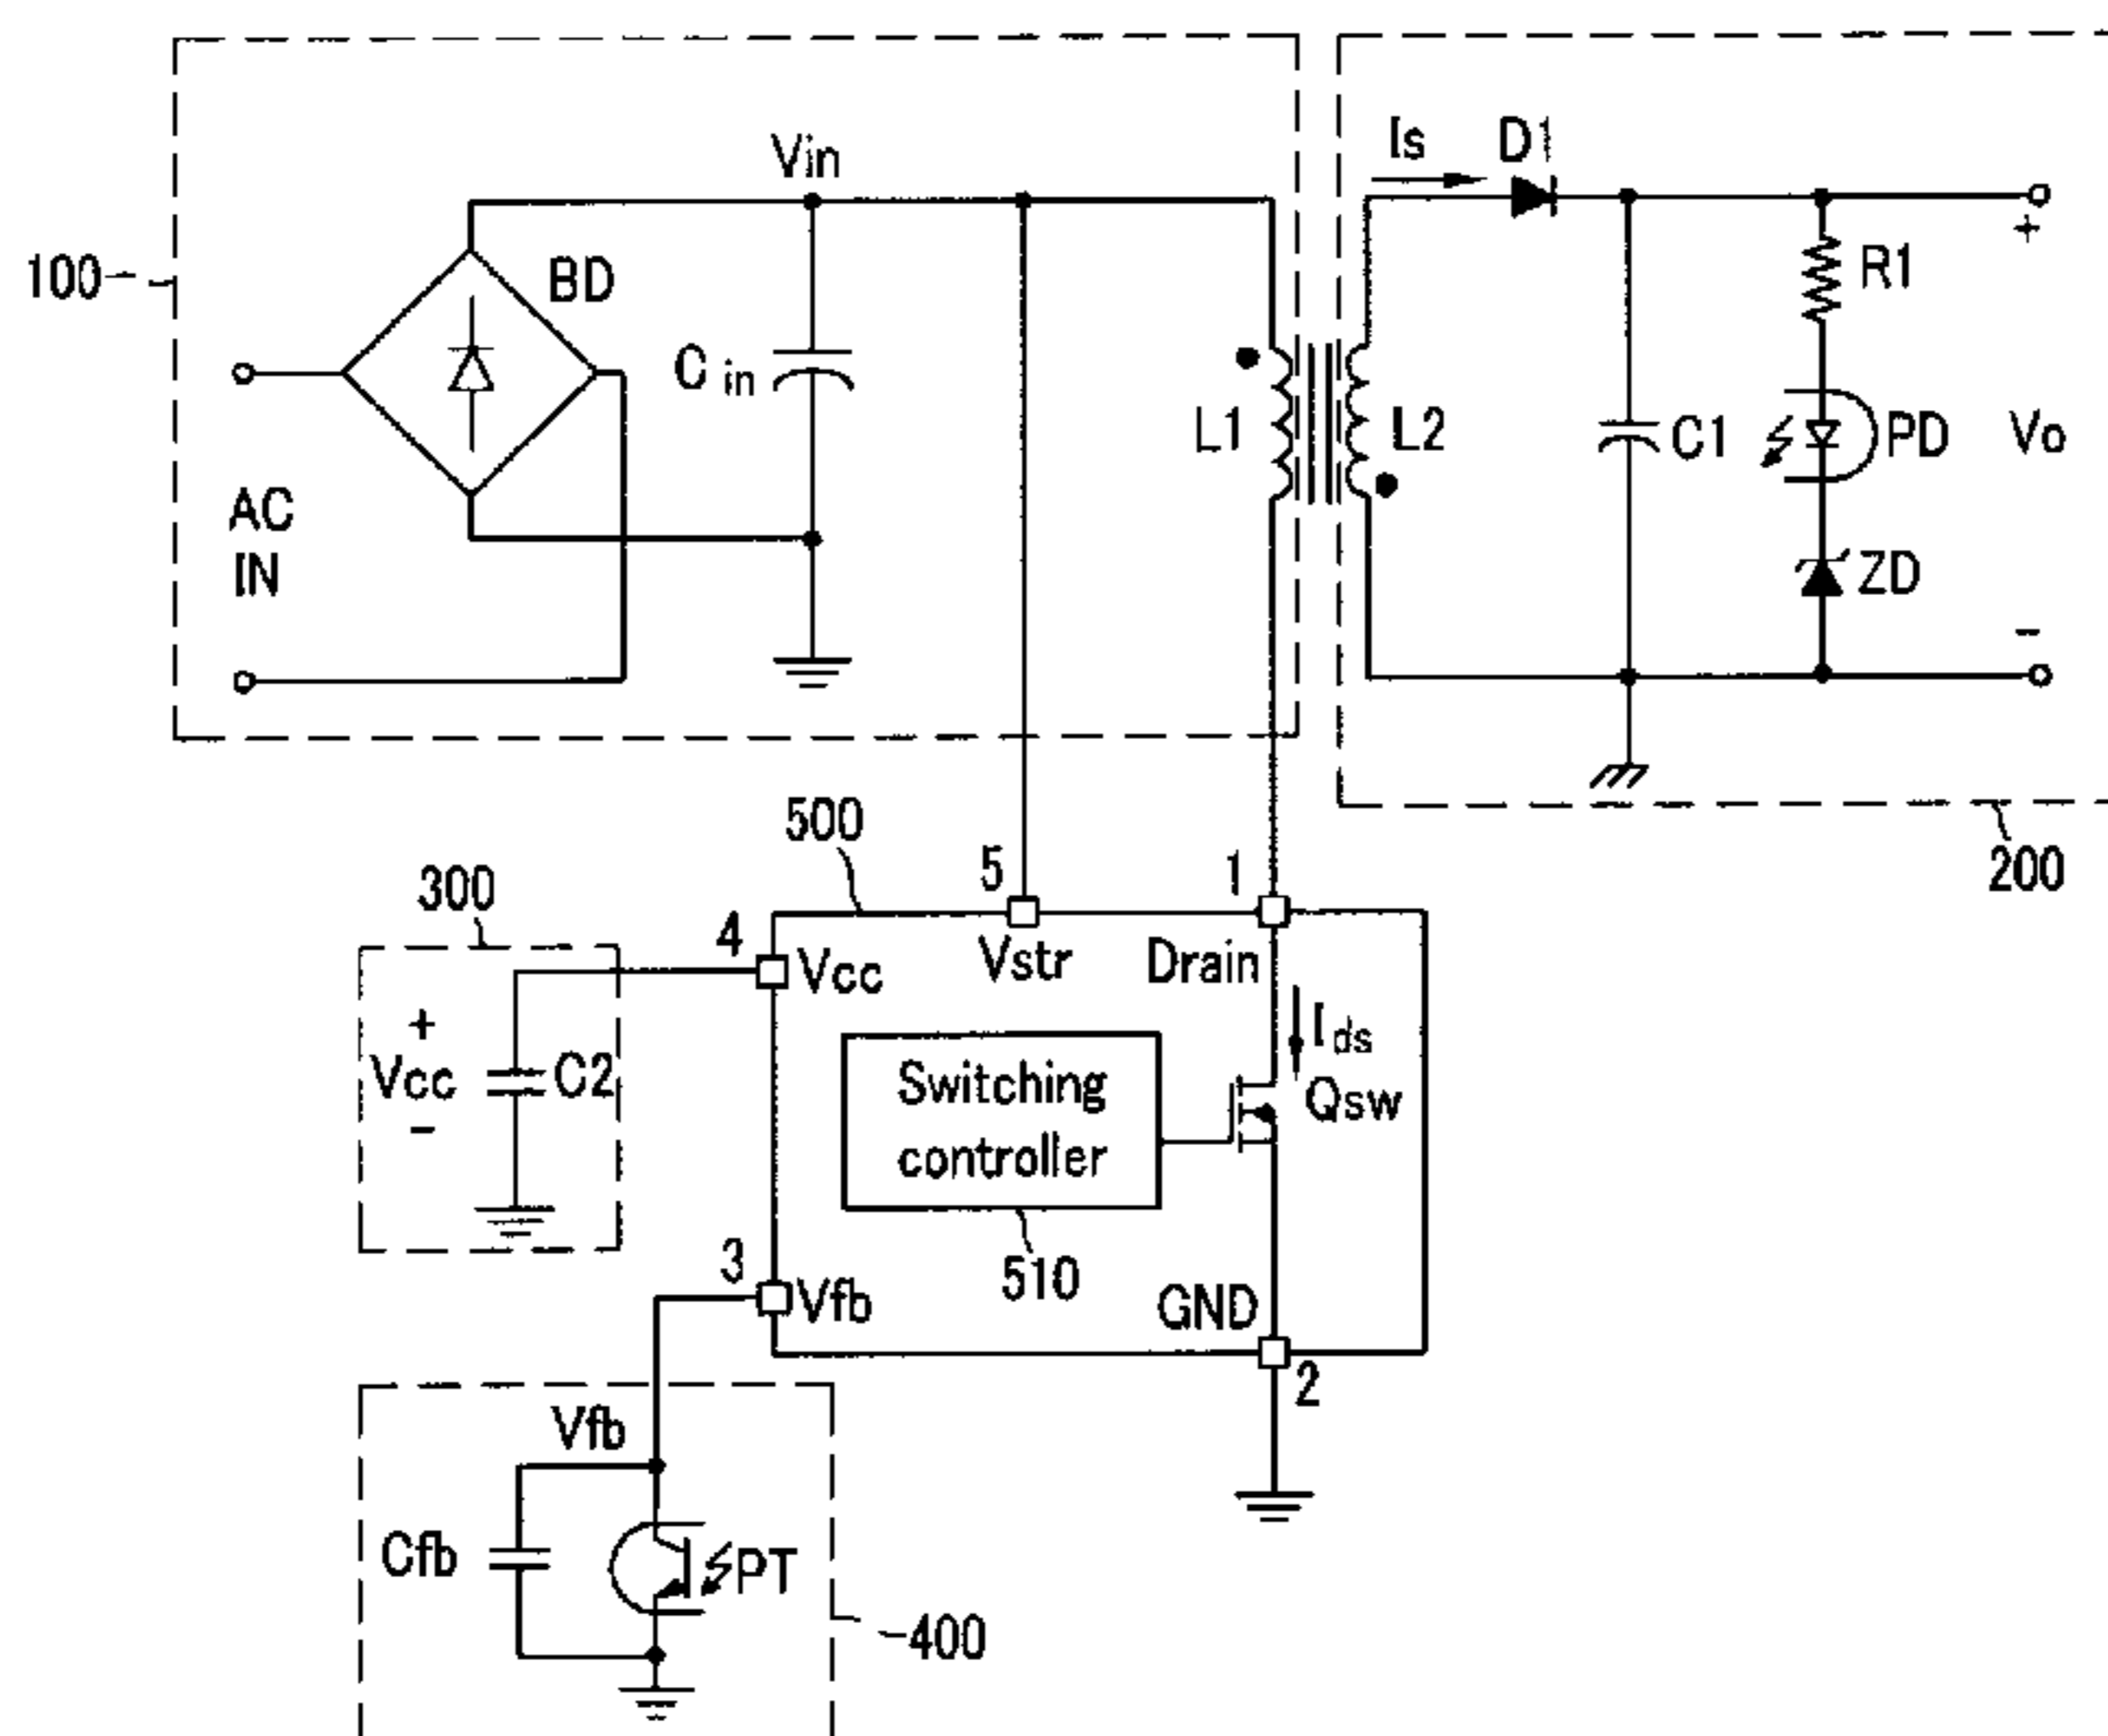 Vin
Is
D1
100
BD
R1
+
C in
L1
L2
C1
PD
Vo
AC
IN
ZD
-
500
5
1
200
300
4
Vcc
Vstr
Drain
+
Vcc
-
C2
Switching
controller
Ids
Qsw
510
3
Vfb
GND
2
Vfb
Cfb
PT
400